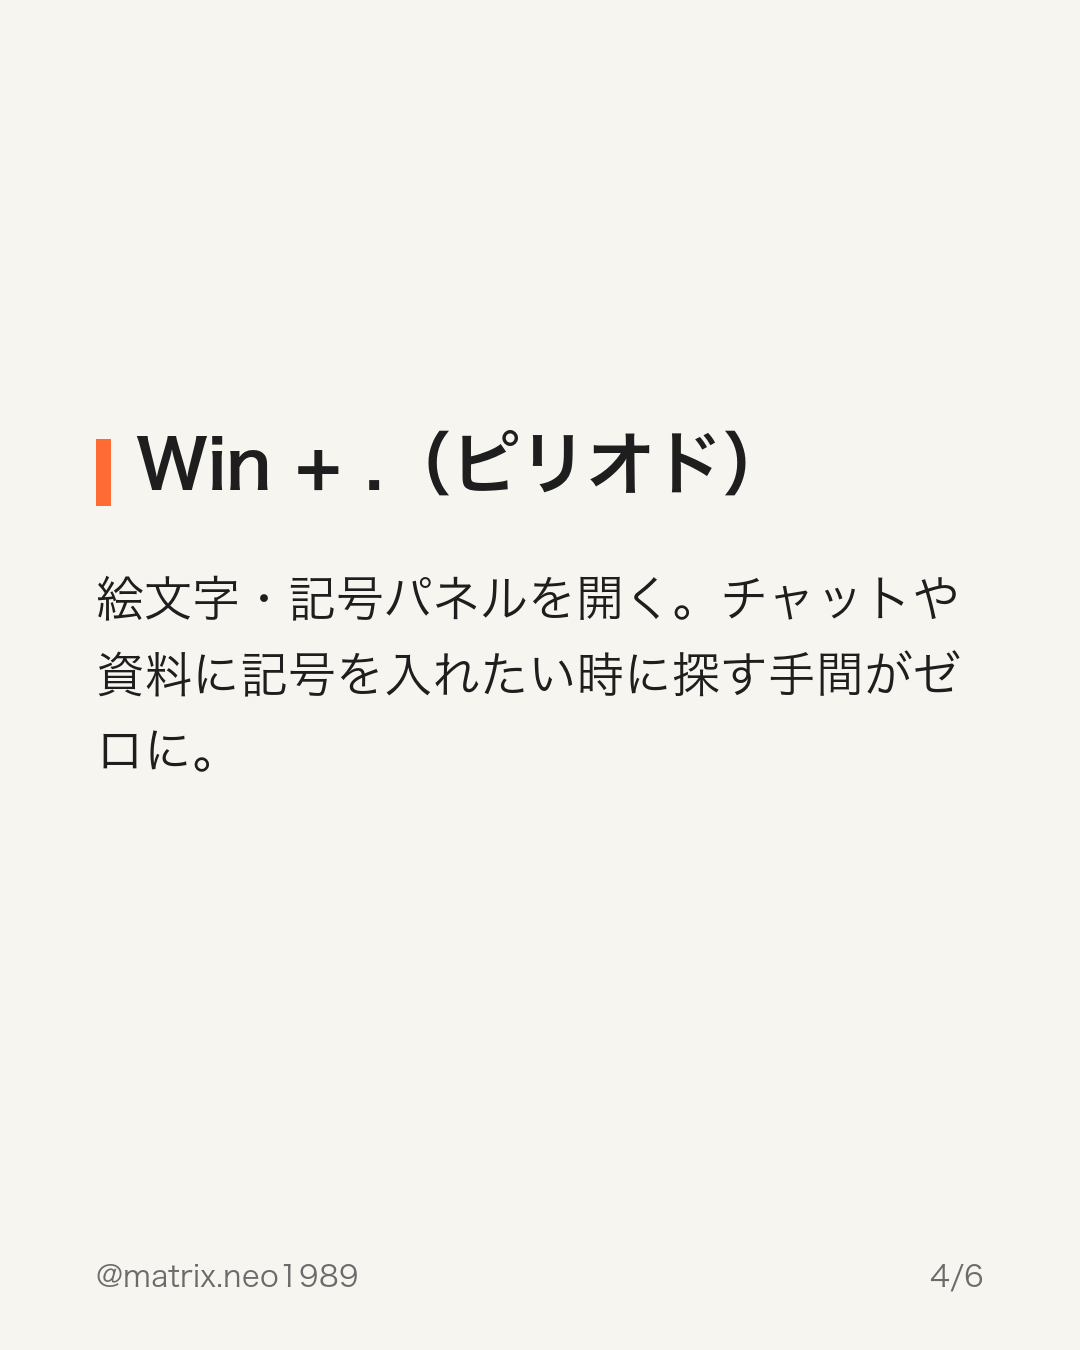 Win + .（ピリオド）
絵文字・記号パネルを開く。チャットや
資料に記号を入れたい時に探す手間がゼ
ロに。
@matrix.neo1989
4/6